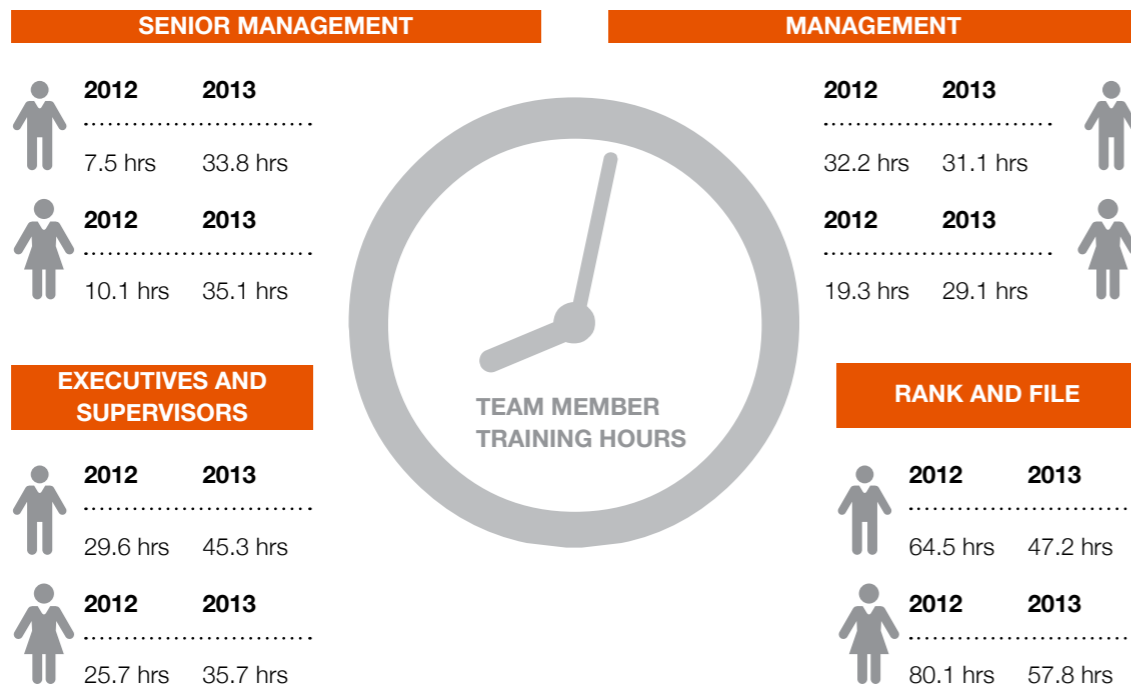 SENIOR MANAGEMENT
2012 2013
7.5 hrs 33.8 hrs
2012 2013
10.1 hrs 35.1 hrs
MANAGEMENT
2012 2013
32.2 hrs 31.1 hrs
2012 2013
19.3 hrs 29.1 hrs
TEAM MEMBER
TRAINING HOURS
EXECUTIVES AND
SUPERVISORS
2012 2013
29.6 hrs 45.3 hrs
2012 2013
25.7 hrs 35.7 hrs
RANK AND FILE
2012 2013
64.5 hrs 47.2 hrs
2012 2013
80.1 hrs 57.8 hrs